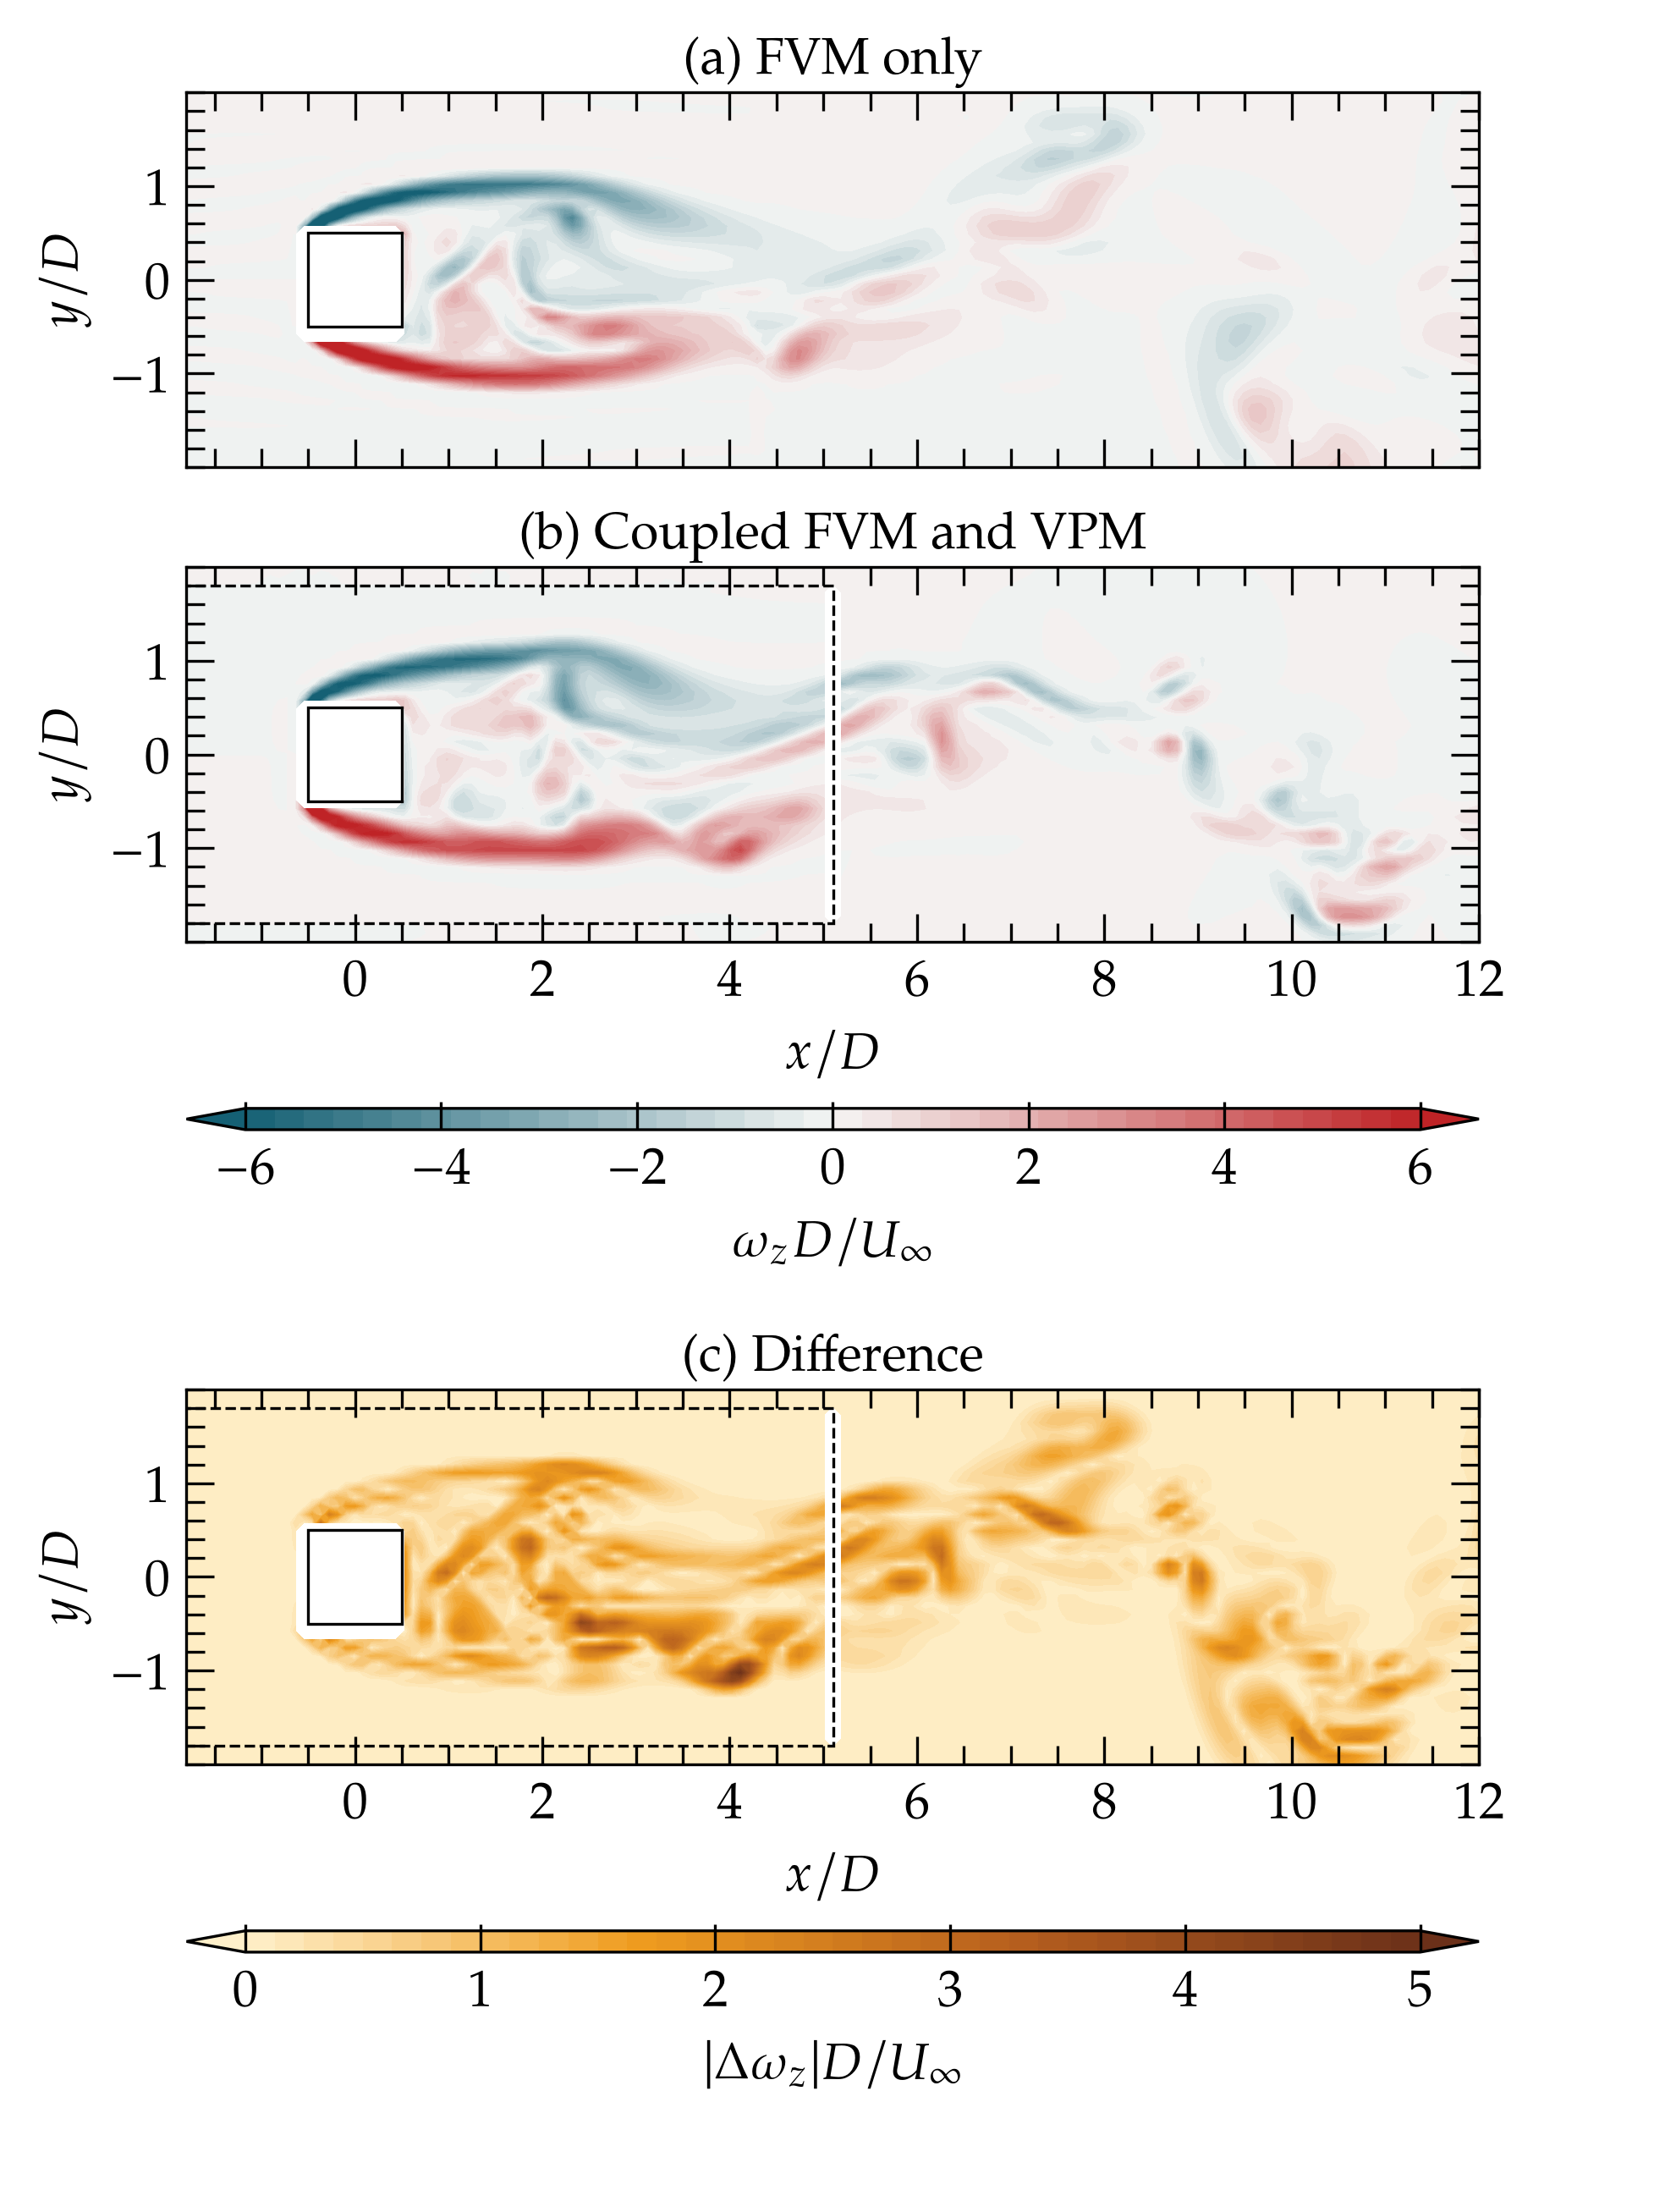 (a) FVM only
1
0
−1
y/D
(b) Coupled FVM and VPM
1
0
−1
y/D
0 2 4 6 8 10 12
x/D
−6 −4 −2 0 2 4 6
ω_z D/U_∞
(c) Difference
1
0
−1
y/D
0 2 4 6 8 10 12
x/D
0 1 2 3 4 5
|Δω_z|D/U_∞